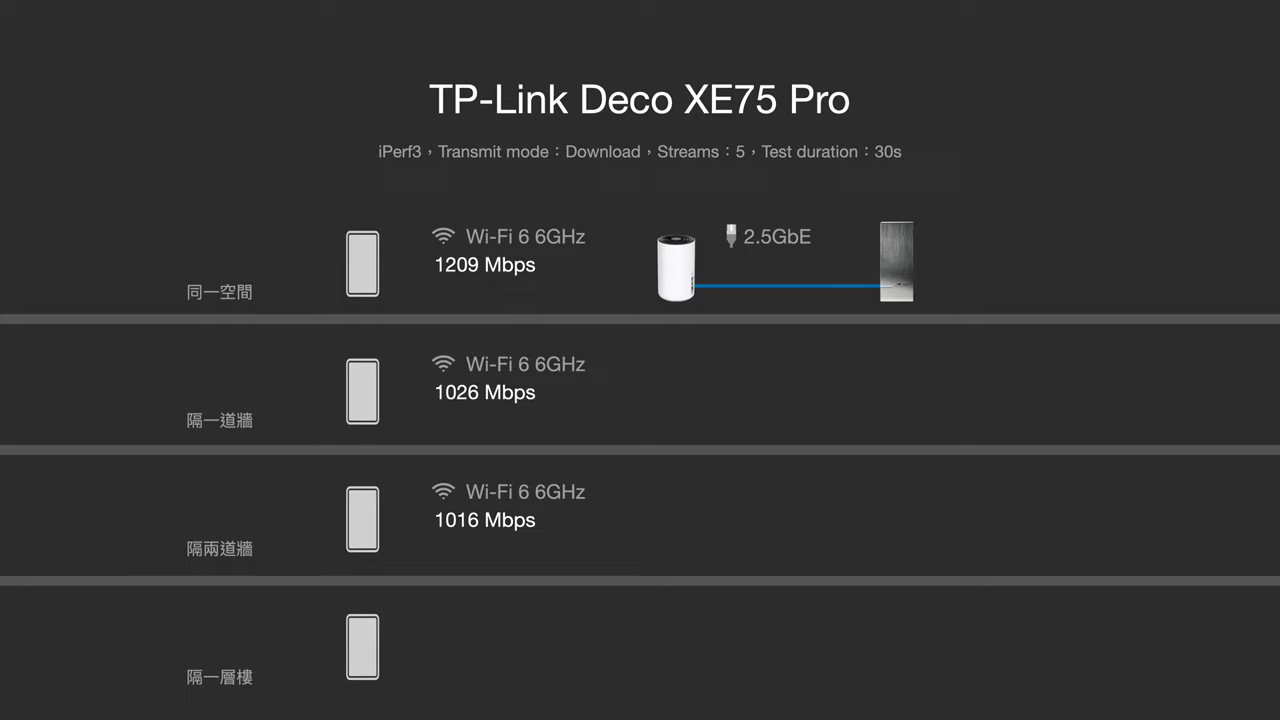 TP-Link Deco XE75 Pro
iPerf3，Transmit mode：Download，Streams：5，Test duration：30s
Wi-Fi 6 6GHz
2.5GbE
1209 Mbps
同一空間
Wi-Fi 6 6GHz
1026 Mbps
隔一道牆
Wi-Fi 6 6GHz
1016 Mbps
隔兩道牆
隔一層樓